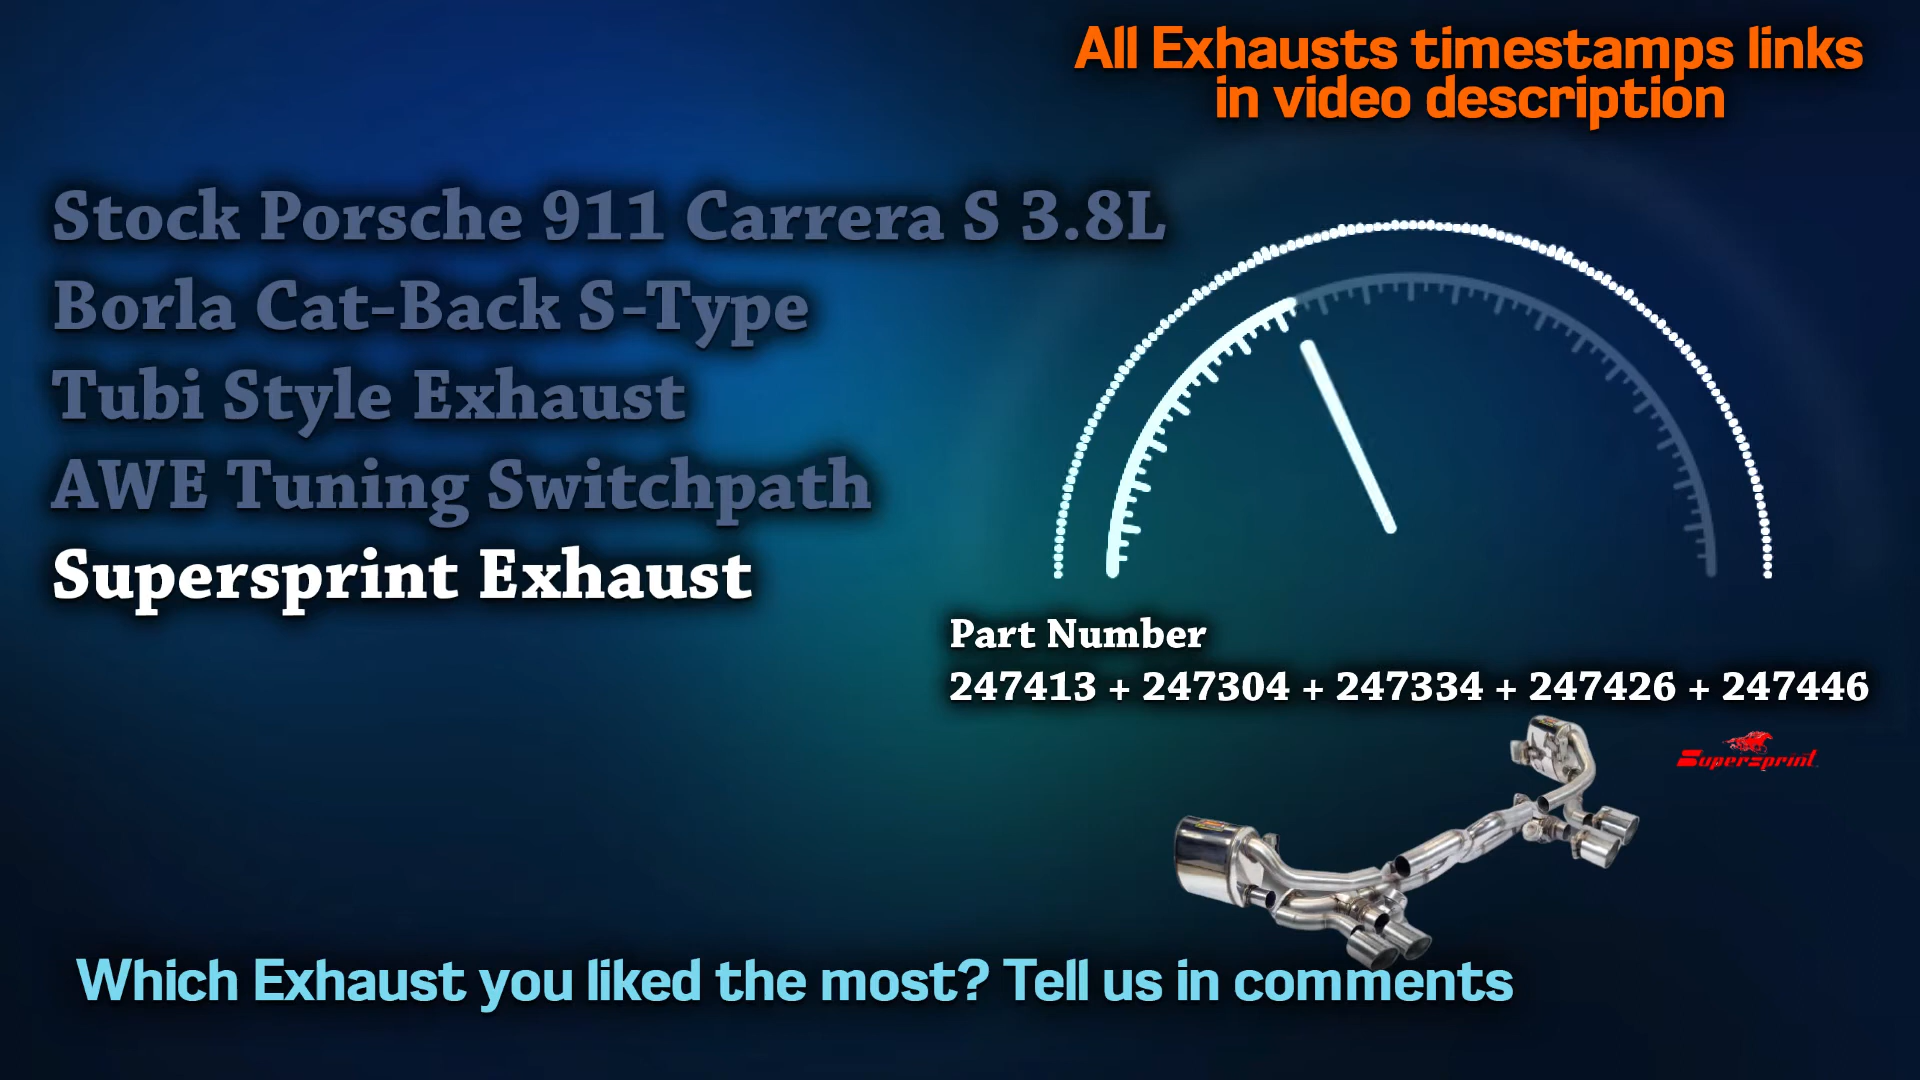 All Exhausts timestamps links
in video description
Stock Porsche 911 Carrera S 3.8L
Borla Cat-Back S-Type
Tubi Style Exhaust
AWE Tuning Switchpath
Supersprint Exhaust
Part Number
247413 + 247304 + 247334 + 247426 + 247446
Supersprint
Which Exhaust you liked the most? Tell us in comments